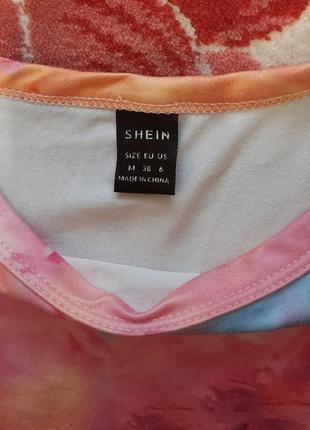 SHEIN
SIZE EU US
M 38 6
MADE IN CHINA